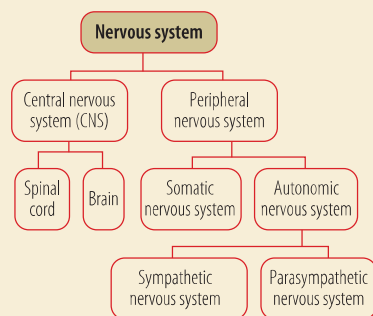 Nervous system
Central nervous
system (CNS)
Peripheral
nervous system
Spinal
cord
Brain
Somatic
nervous system
Autonomic
nervous system
Sympathetic
nervous system
Parasympathetic
nervous system